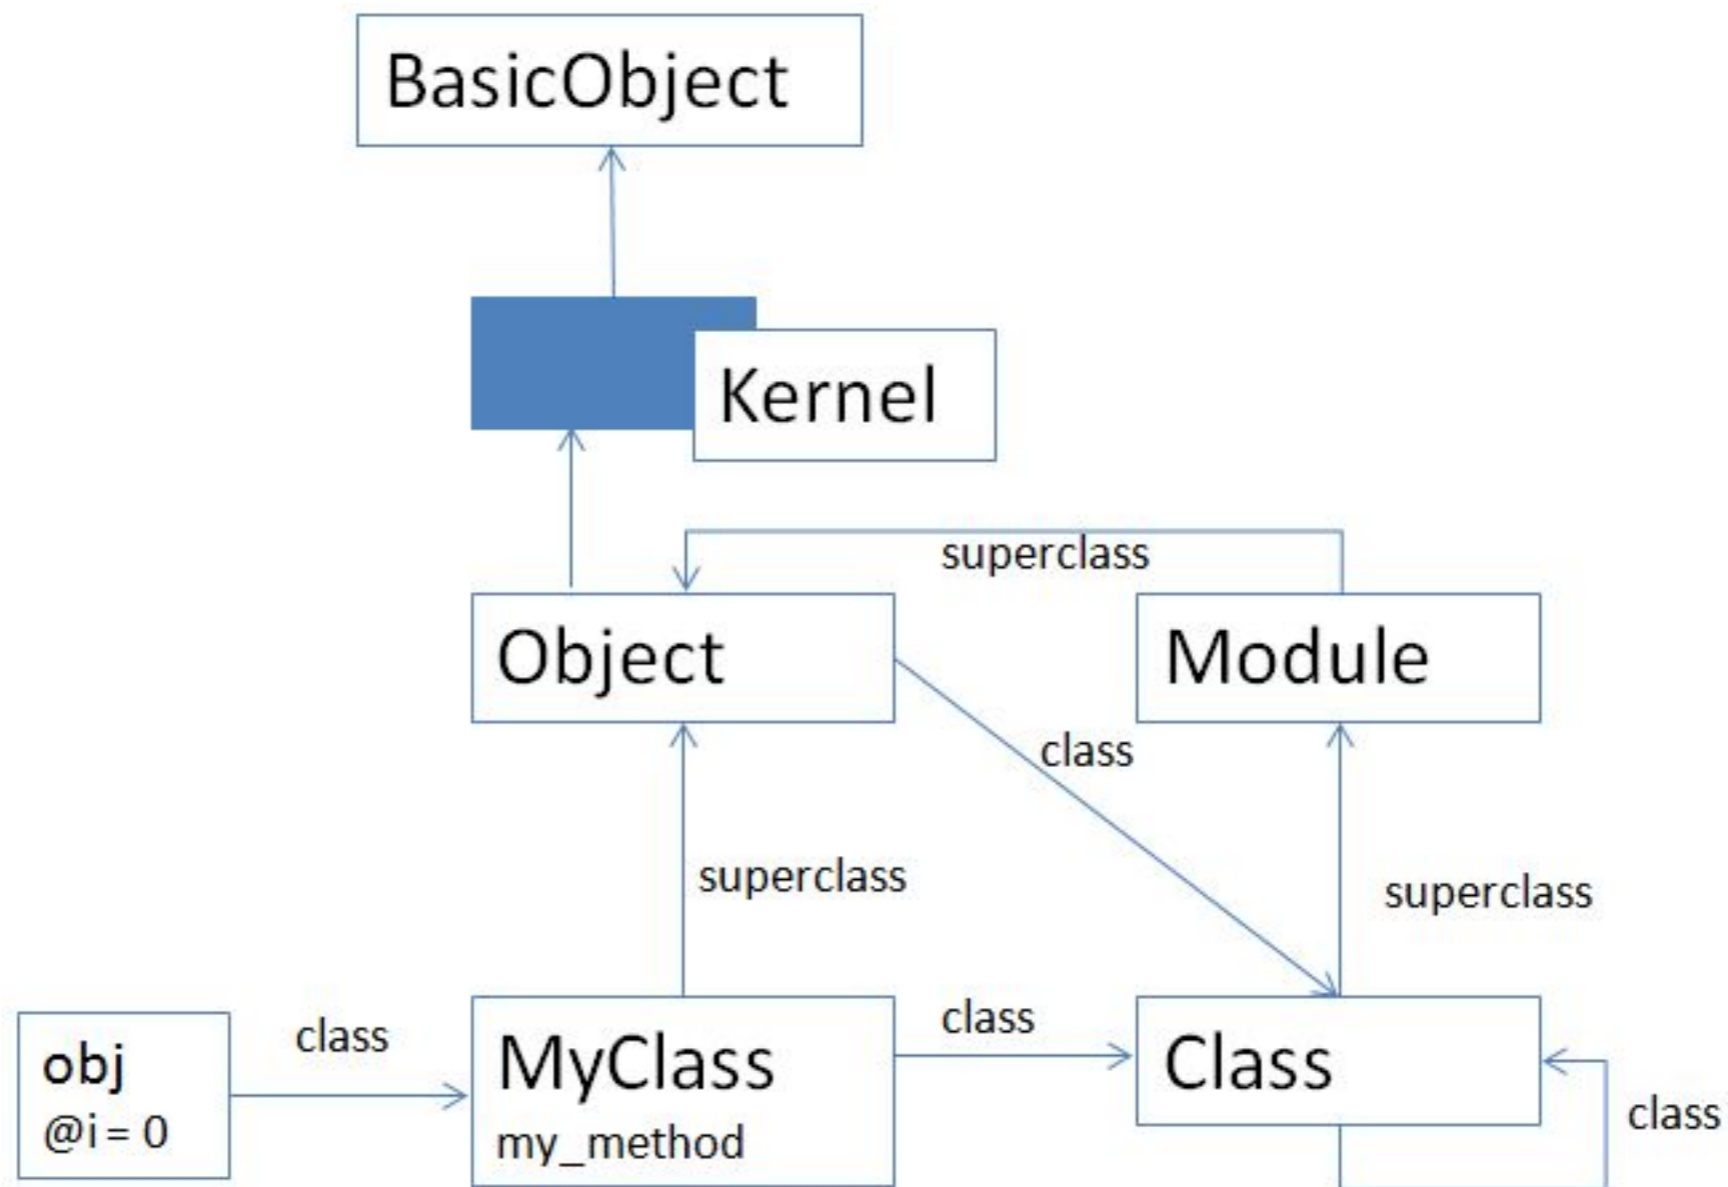 BasicObject
Kernel
superclass
Object
Module
class
superclass
superclass
obj
@i = 0
class
MyClass
my_method
class
Class
class